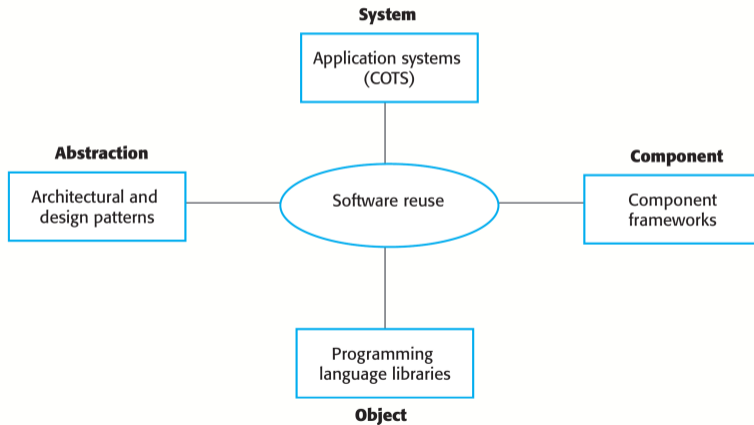 System
Application systems
(COTS)
Abstraction
Architectural and
design patterns
Software reuse
Component
Component
frameworks
Programming
language libraries
Object